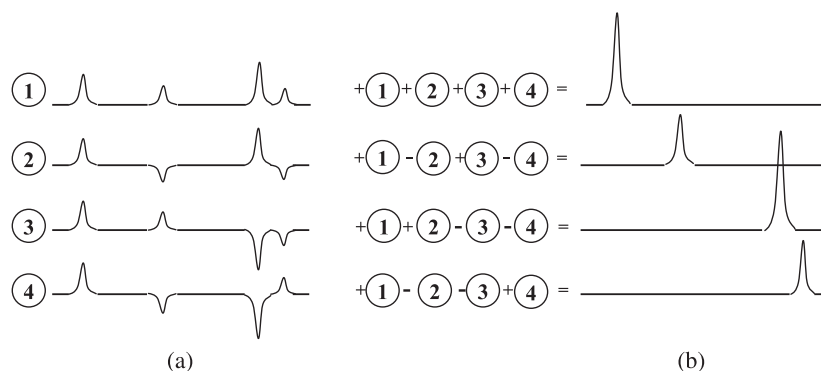 1 +1+2+3+4 =
2 +1-2+3-4=
3 +1+2-3-4 =
4 +1-2-3+4=
(a) (b)